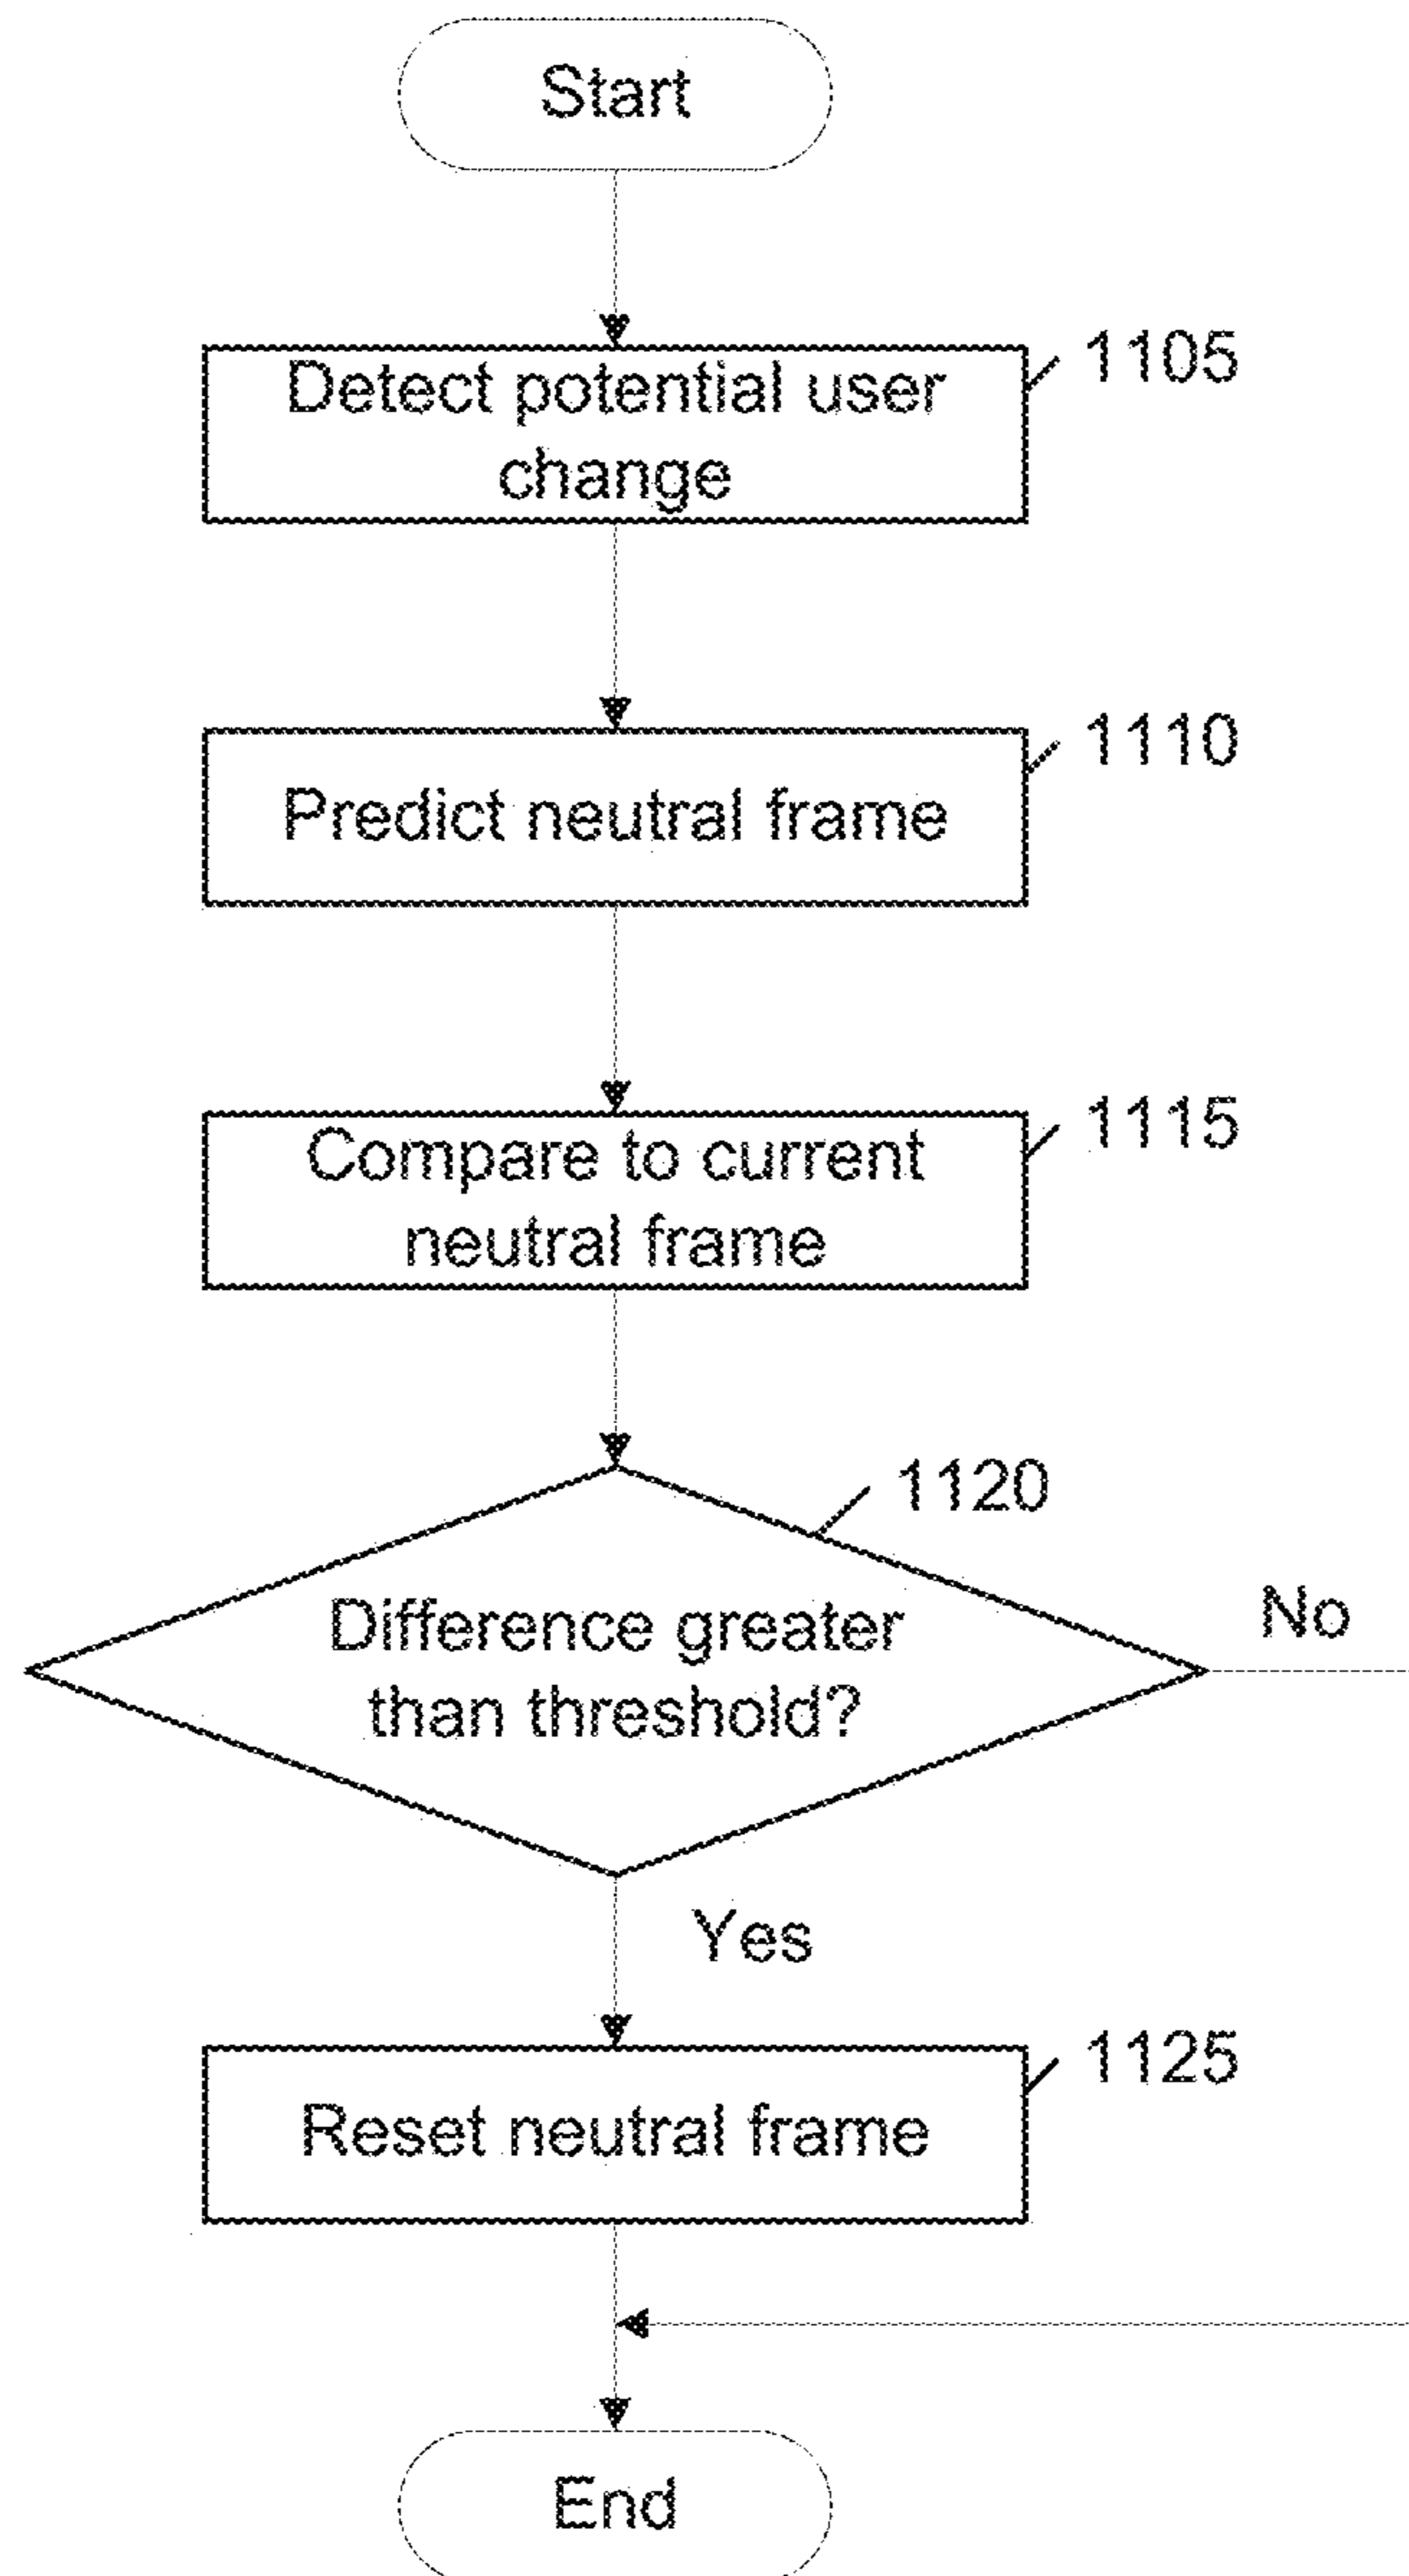 Start
1105
Detect potential user
change
1110
Predict neutral frame
1115
Compare to current
neutral frame
1120
Difference greater
than threshold?
No
Yes
1125
Reset neutral frame
End